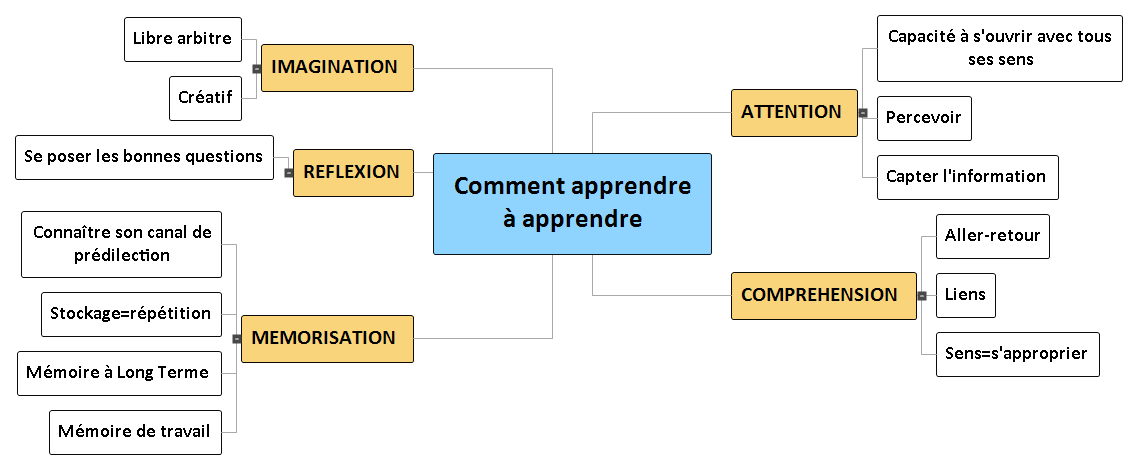 Comment apprendre
à apprendre
ATTENTION
Capacité à s'ouvrir avec tous
ses sens
Percevoir
Capter l'information
COMPREHENSION
Aller-retour
Liens
Sens=s'approprier
MEMORISATION
Connaître son canal de
prédilection
Stockage=répétition
Mémoire à Long Terme
Mémoire de travail
REFLEXION
Se poser les bonnes questions
IMAGINATION
Libre arbitre
Créatif